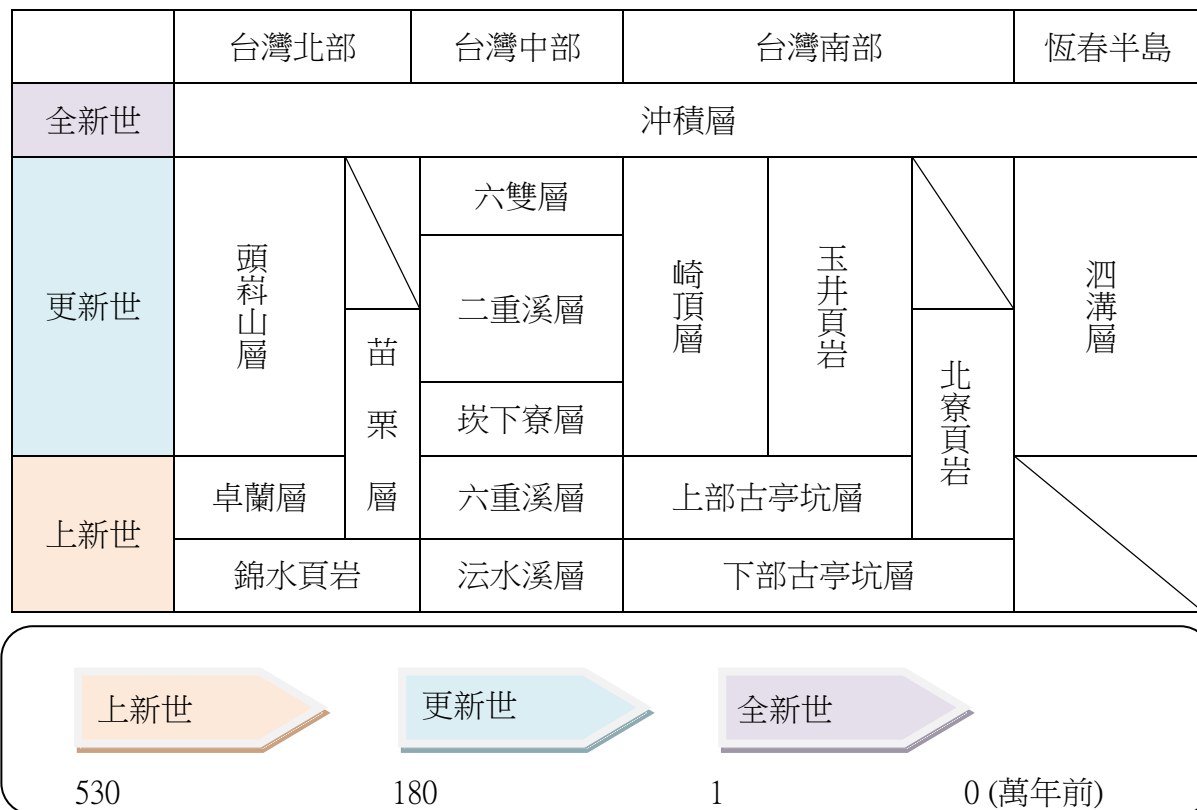 台灣北部 台灣中部 台灣南部 恆春半島
全新世 沖積層
更新世 頭嵙山層 苗栗層 六雙層 崎頂層 玉井頁岩 北寮頁岩 泗溝層
二重溪層
崁下寮層
上新世 卓蘭層 六重溪層 上部古亭坑層
錦水頁岩 沄水溪層 下部古亭坑層
上新世 更新世 全新世
530 180 1 0 (萬年前)